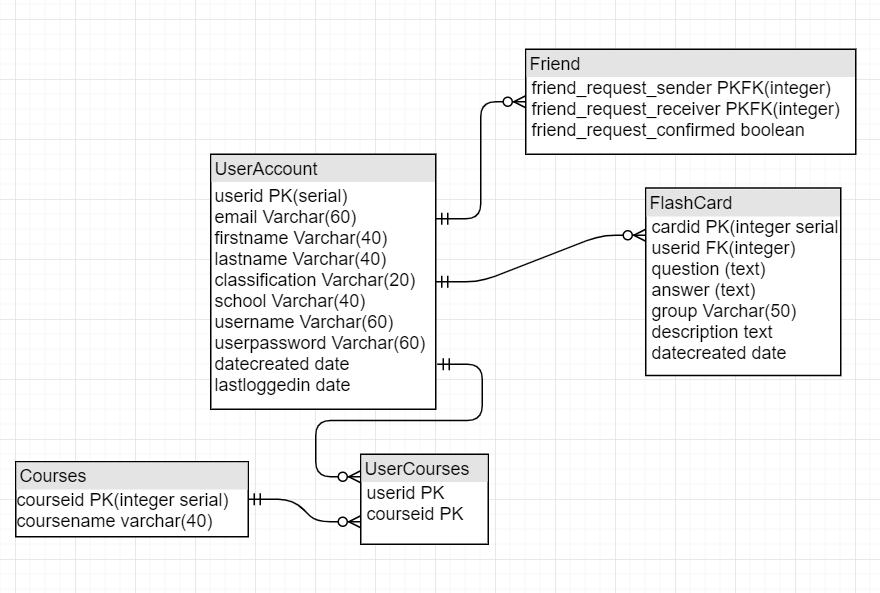 Friend
friend_request_sender PKFK(integer)
friend_request_receiver PKFK(integer)
friend_request_confirmed boolean
UserAccount
userid PK(serial)
email Varchar(60)
firstname Varchar(40)
lastname Varchar(40)
classification Varchar(20)
school Varchar(40)
username Varchar(60)
userpassword Varchar(60)
datecreated date
lastloggedin date
FlashCard
cardid PK(integer serial
userid FK(integer)
question (text)
answer (text)
group Varchar(50)
description text
datecreated date
Courses
courseid PK(integer serial)
coursename varchar(40)
UserCourses
userid PK
courseid PK